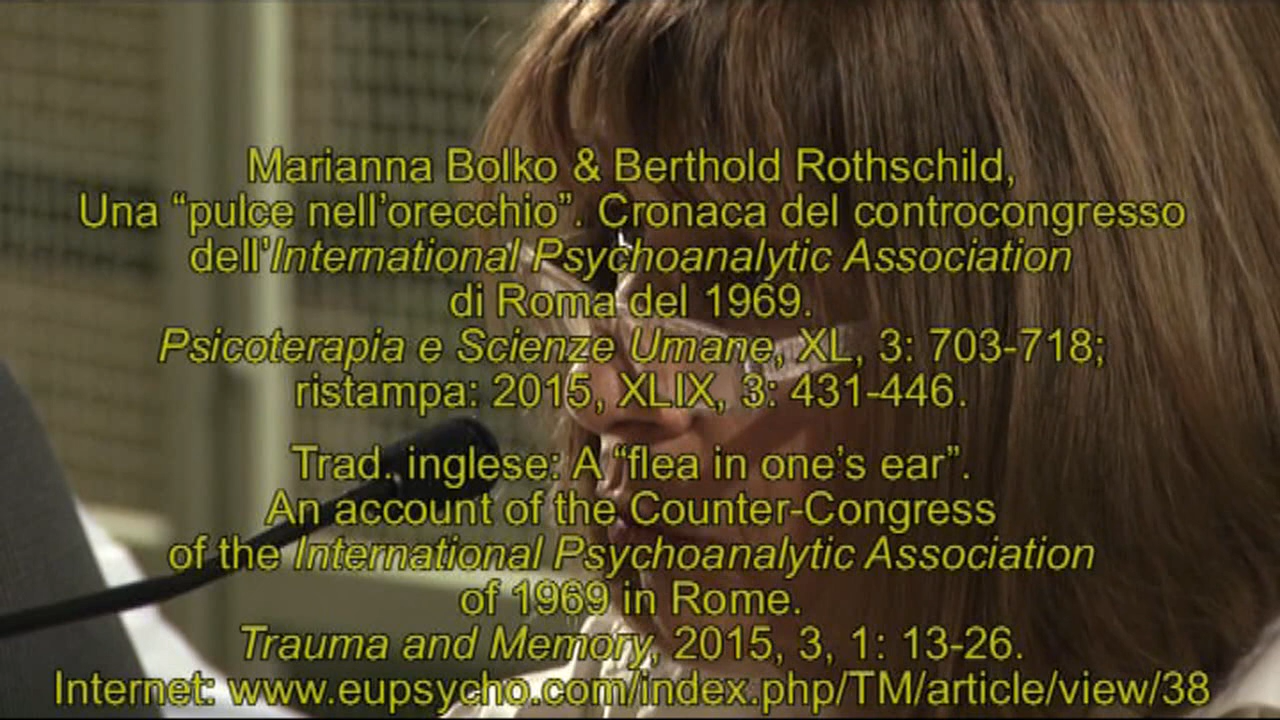 Marianna Bolko & Berthold Rothschild,
Una “pulce nell’orecchio”. Cronaca del controcongresso
dell’International Psychoanalytic Association
di Roma del 1969.
Psicoterapia e Scienze Umane, XL, 3: 703-718;
ristampa: 2015, XLIX, 3: 431-446.
Trad. inglese: A “flea in one’s ear”.
An account of the Counter-Congress
of the International Psychoanalytic Association
of 1969 in Rome.
Trauma and Memory, 2015, 3, 1: 13-26.
Internet: www.eupsycho.com/index.php/TM/article/view/38